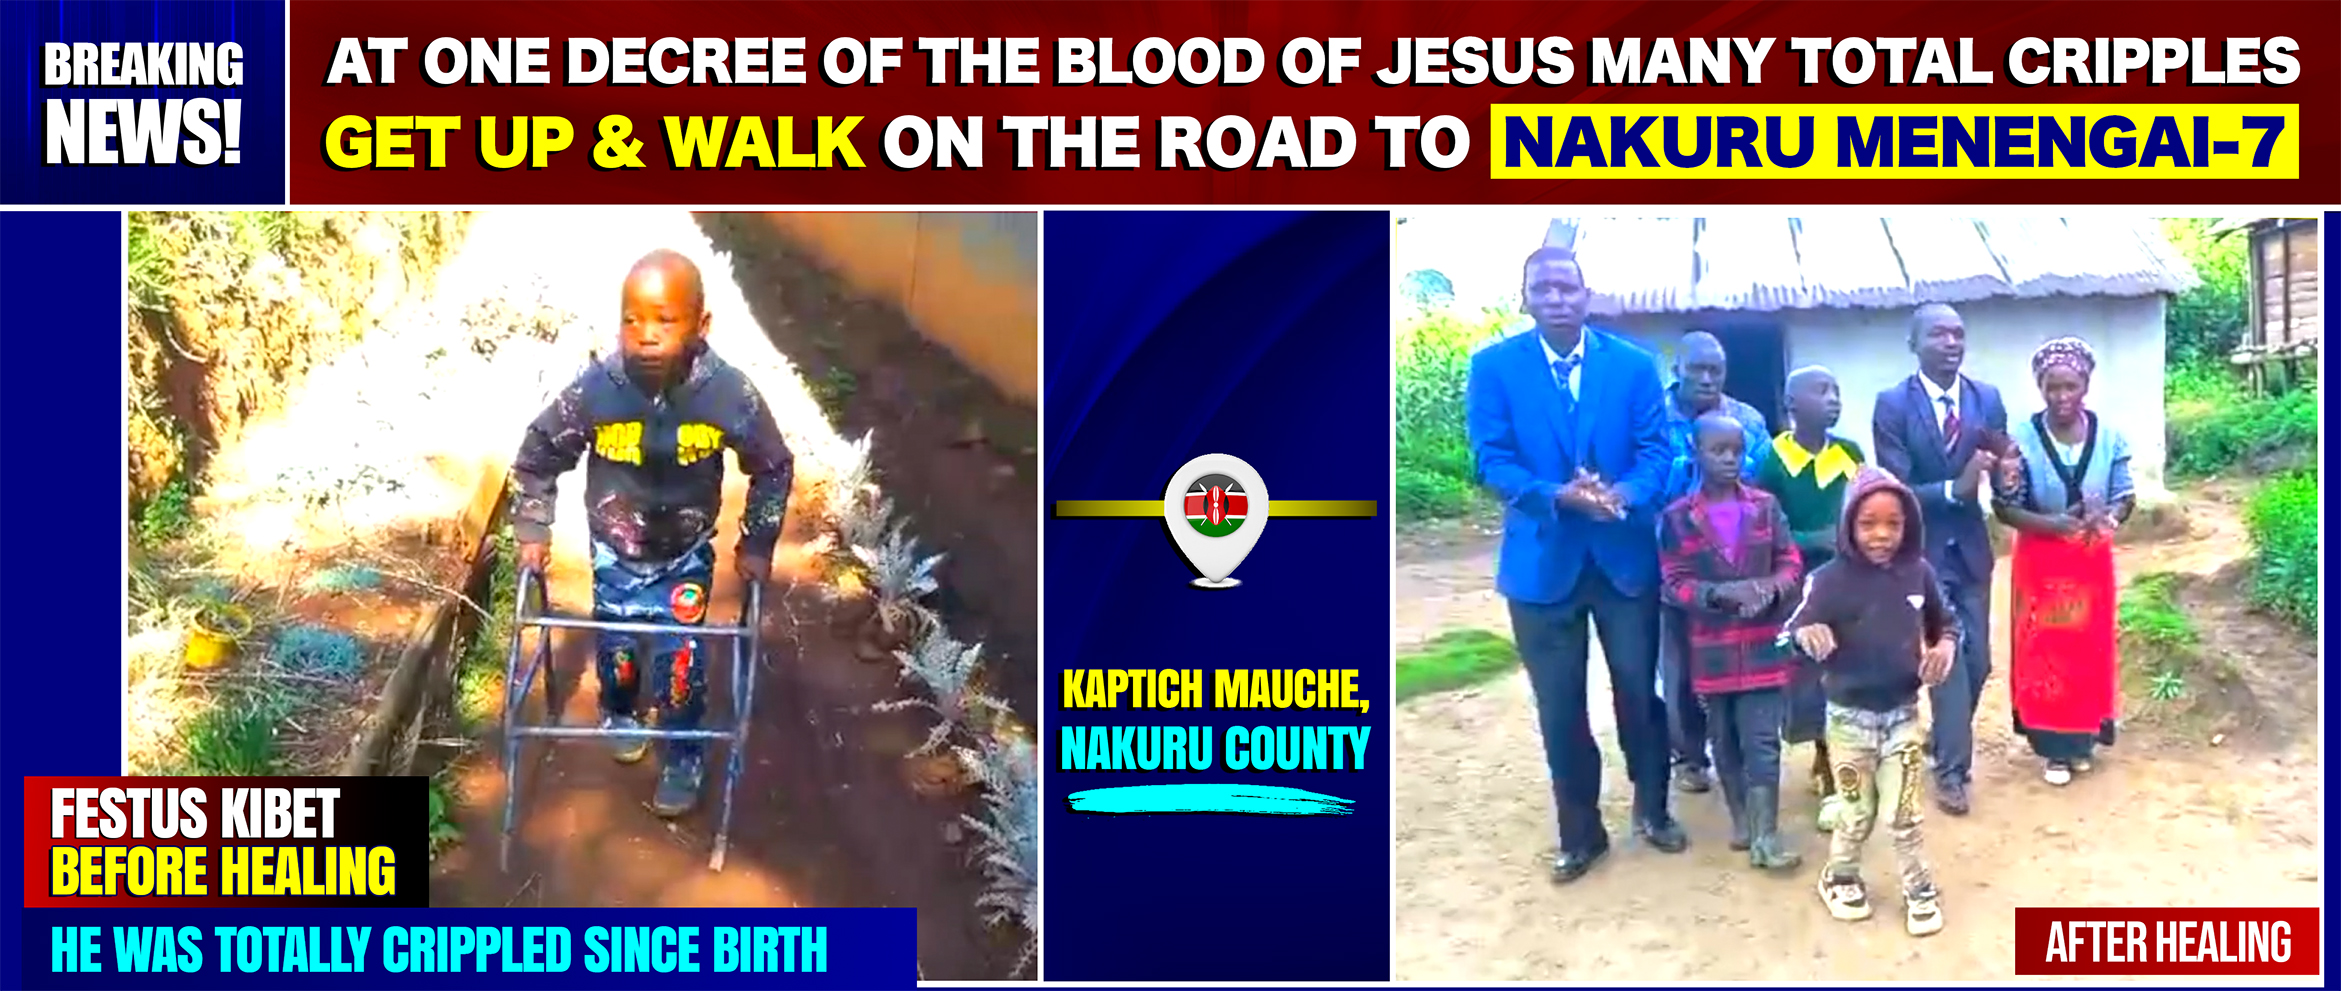 BREAKING
NEWS!
AT ONE DECREE OF THE BLOOD OF JESUS MANY TOTAL CRIPPLES
GET UP & WALK ON THE ROAD TO NAKURU MENENGAI-7
KAPTICH MAUCHE,
NAKURU COUNTY
FESTUS KIBET
BEFORE HEALING
HE WAS TOTALLY CRIPPLED SINCE BIRTH
AFTER HEALING